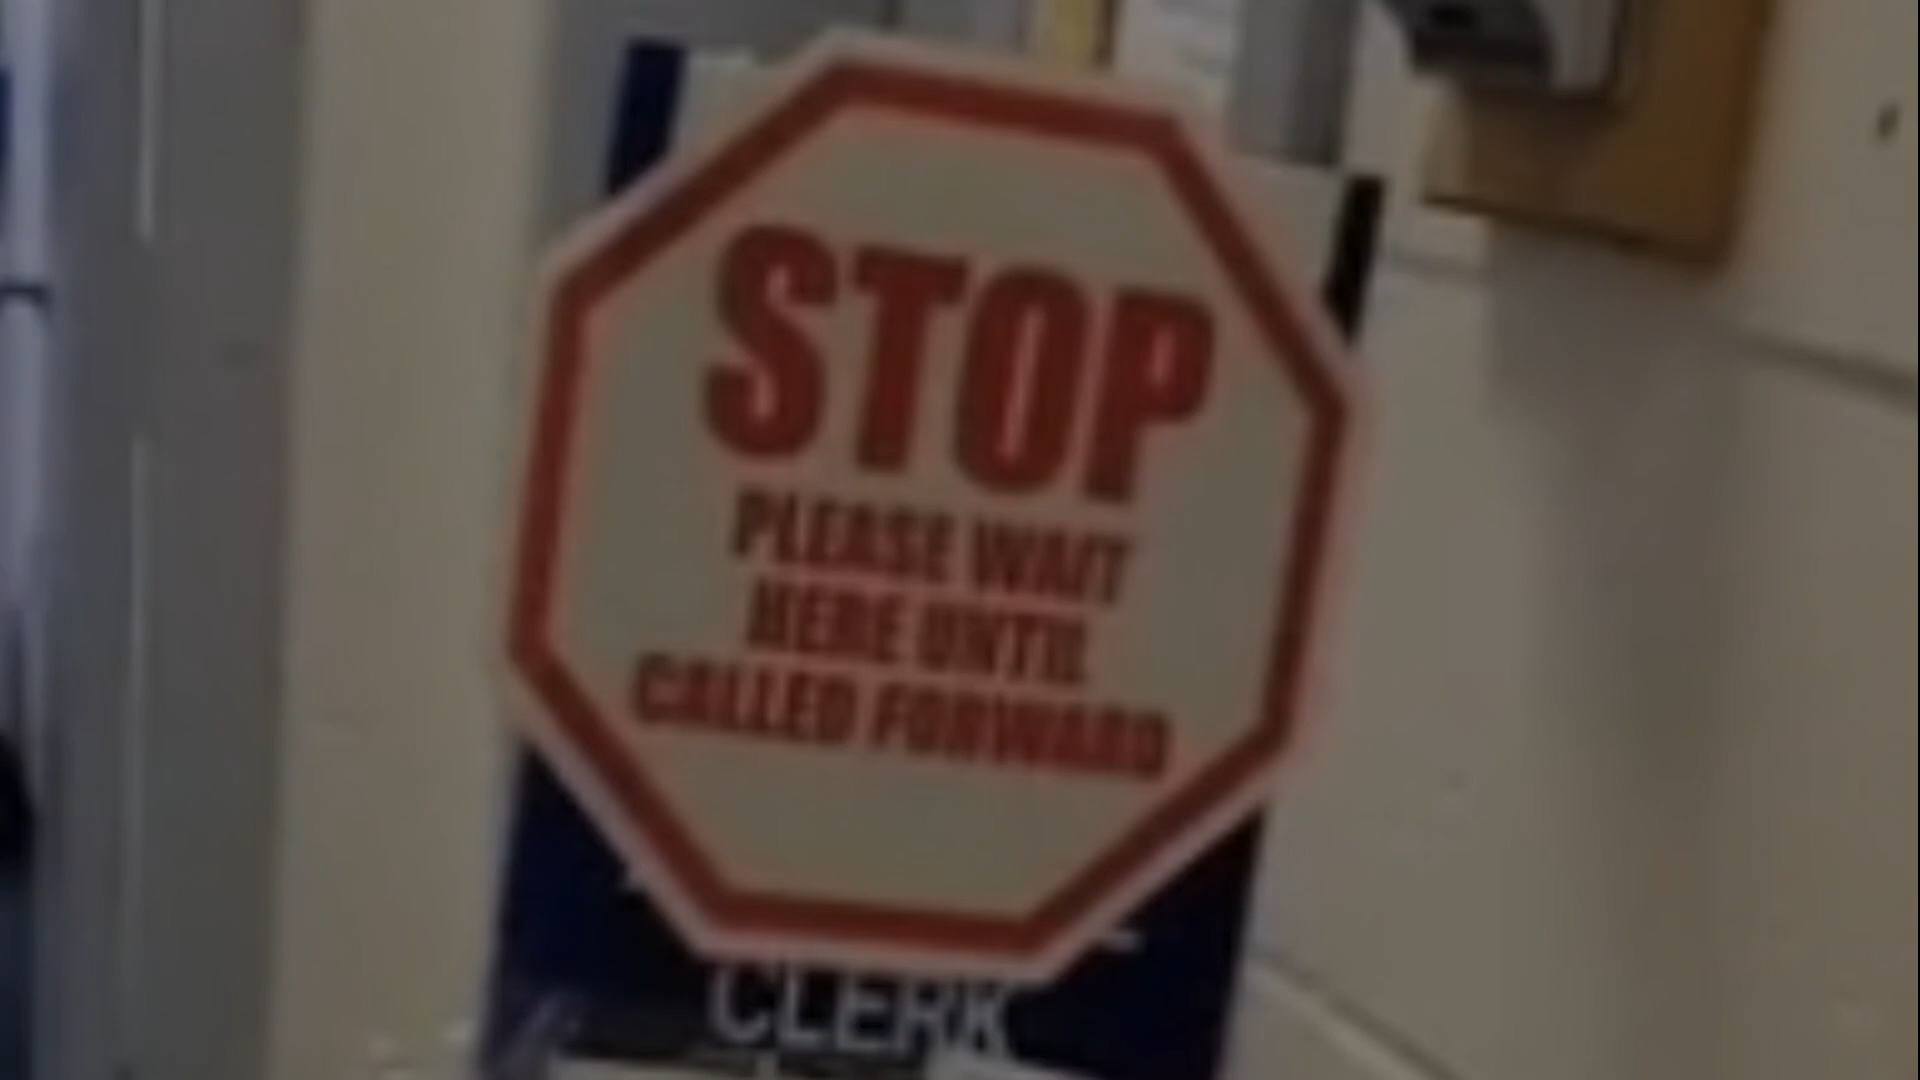 STOP
PLEASE WAIT
HERE UNTIL
CALLED FORWARD
CLERK